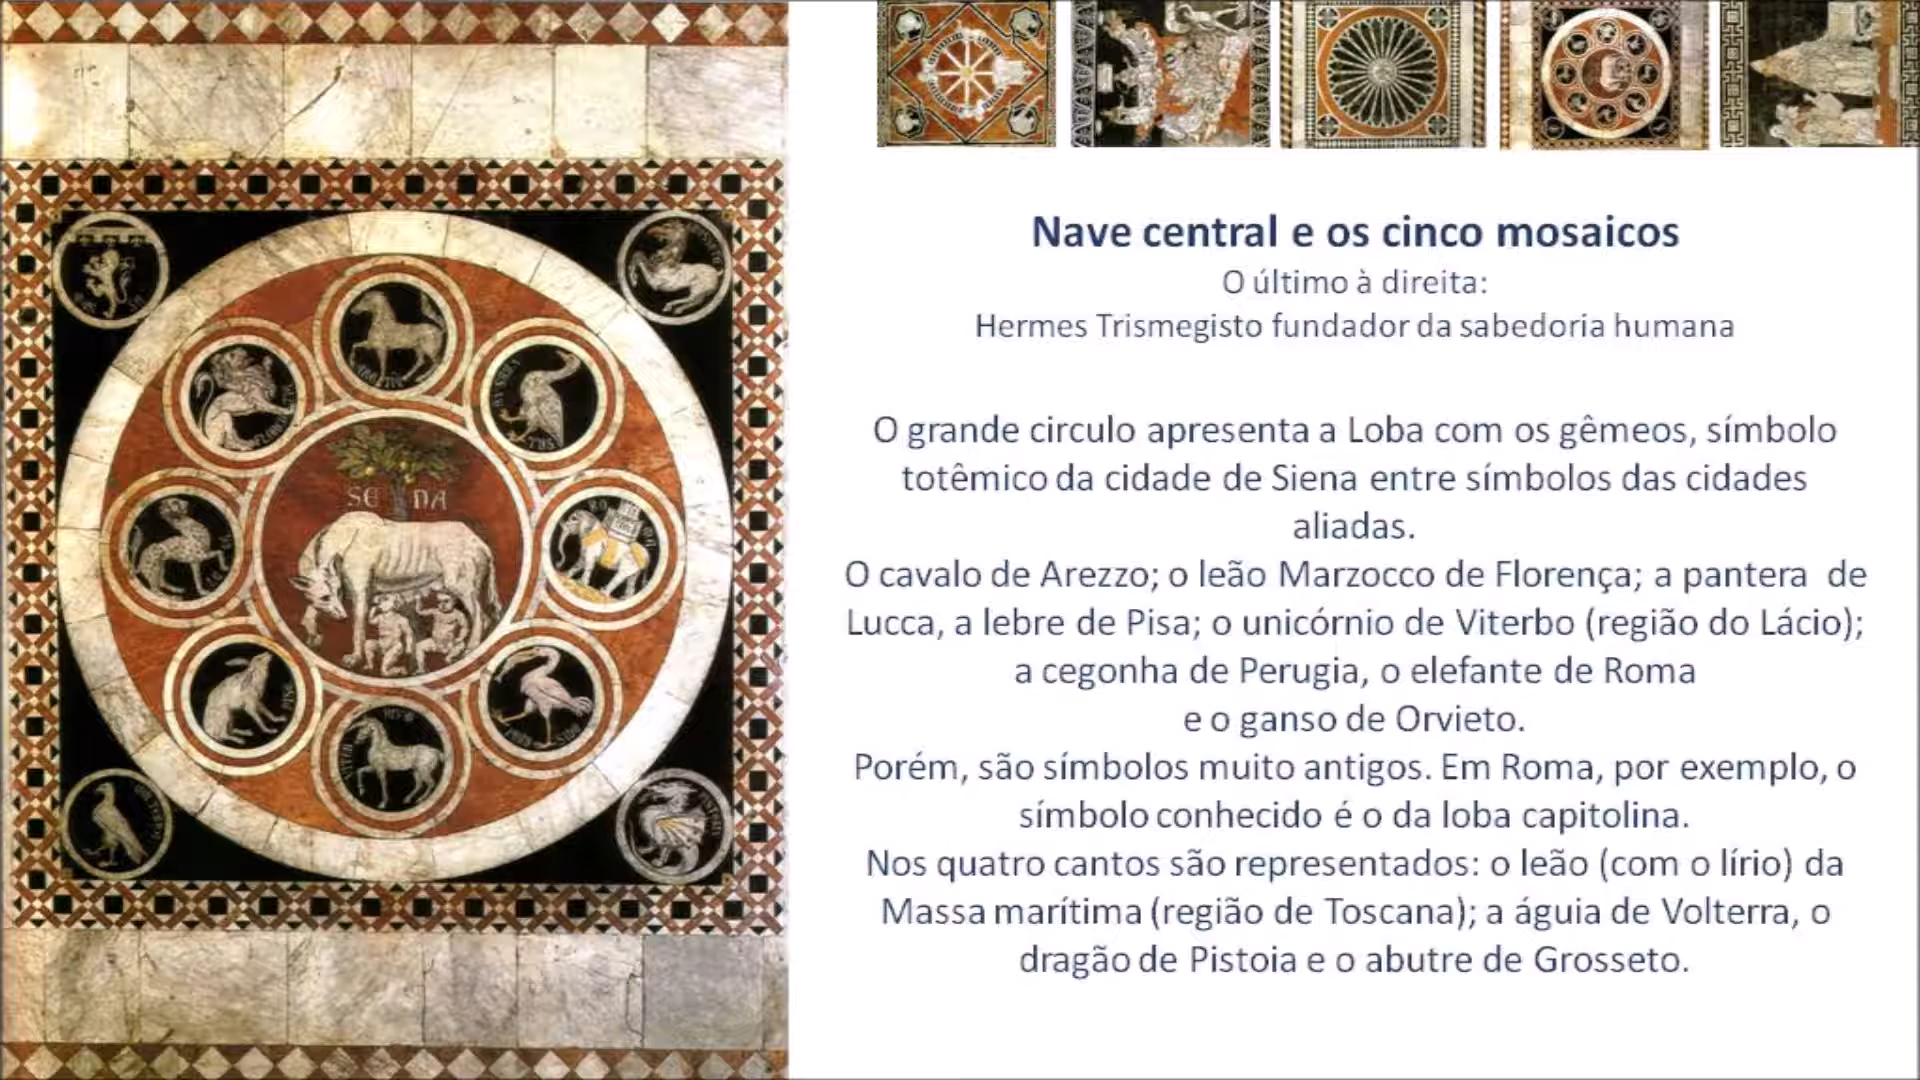 Nave central e os cinco mosaicos
O último à direita:
Hermes Trismegisto fundador da sabedoria humana
O grande circulo apresenta a Loba com os gêmeos, símbolo
totêmico da cidade de Siena entre símbolos das cidades
aliadas.
O cavalo de Arezzo; o leão Marzocco de Florença; a pantera de
Lucca, a lebre de Pisa; o unicórnio de Viterbo (região do Lácio);
a cegonha de Perugia, o elefante de Roma
e o ganso de Orvieto.
Porém, são símbolos muito antigos. Em Roma, por exemplo, o
símbolo conhecido é o da loba capitolina.
Nos quatro cantos são representados: o leão (com o lírio) da
Massa marítima (região de Toscana); a águia de Volterra, o
dragão de Pistoia e o abutre de Grosseto.
SE NA